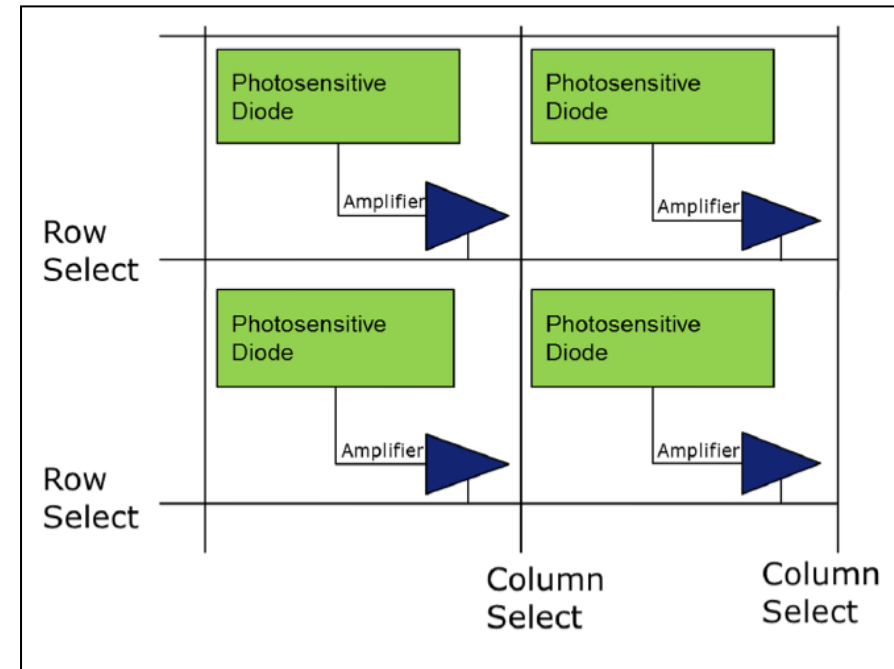 Photosensitive
Diode
Photosensitive
Diode
Amplifier
Amplifier
Row
Select
Photosensitive
Diode
Photosensitive
Diode
Amplifier
Amplifier
Row
Select
Column
Select
Column
Select